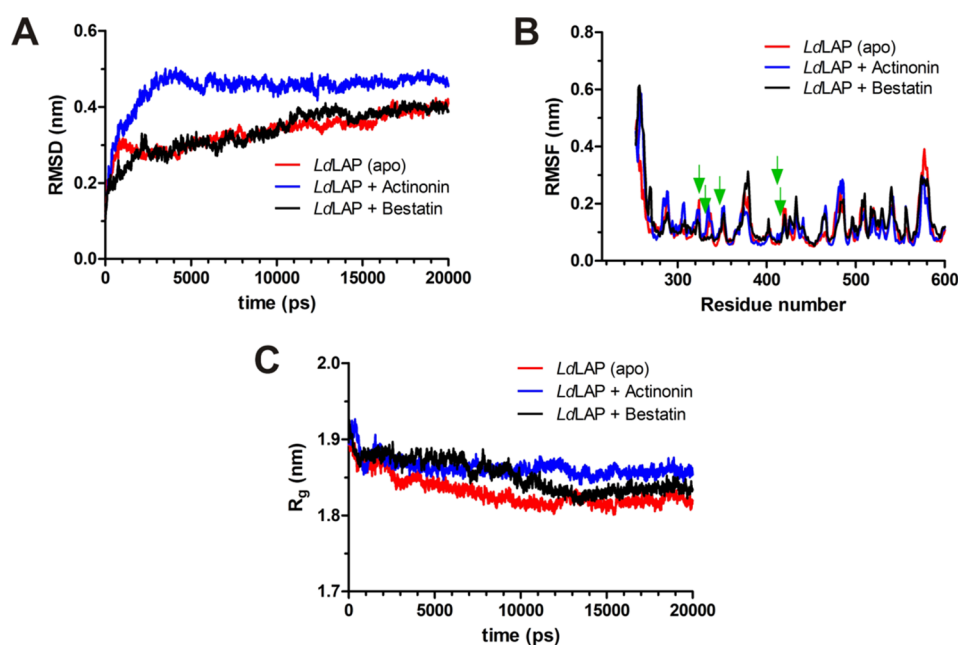 A
RMSD (nm)
0.6
0.4
0.2
0.0
LdLAP (apo)
LdLAP + Actinonin
LdLAP + Bestatin
0
5000
10000
15000
20000
time (ps)
B
RMSF (nm)
0.8
0.6
0.4
0.2
0.0
LdLAP (apo)
LdLAP + Actinonin
LdLAP + Bestatin
300
400
500
600
Residue number
C
Rg (nm)
2.0
1.9
1.8
1.7
LdLAP (apo)
LdLAP + Actinonin
LdLAP + Bestatin
0
5000
10000
15000
20000
time (ps)